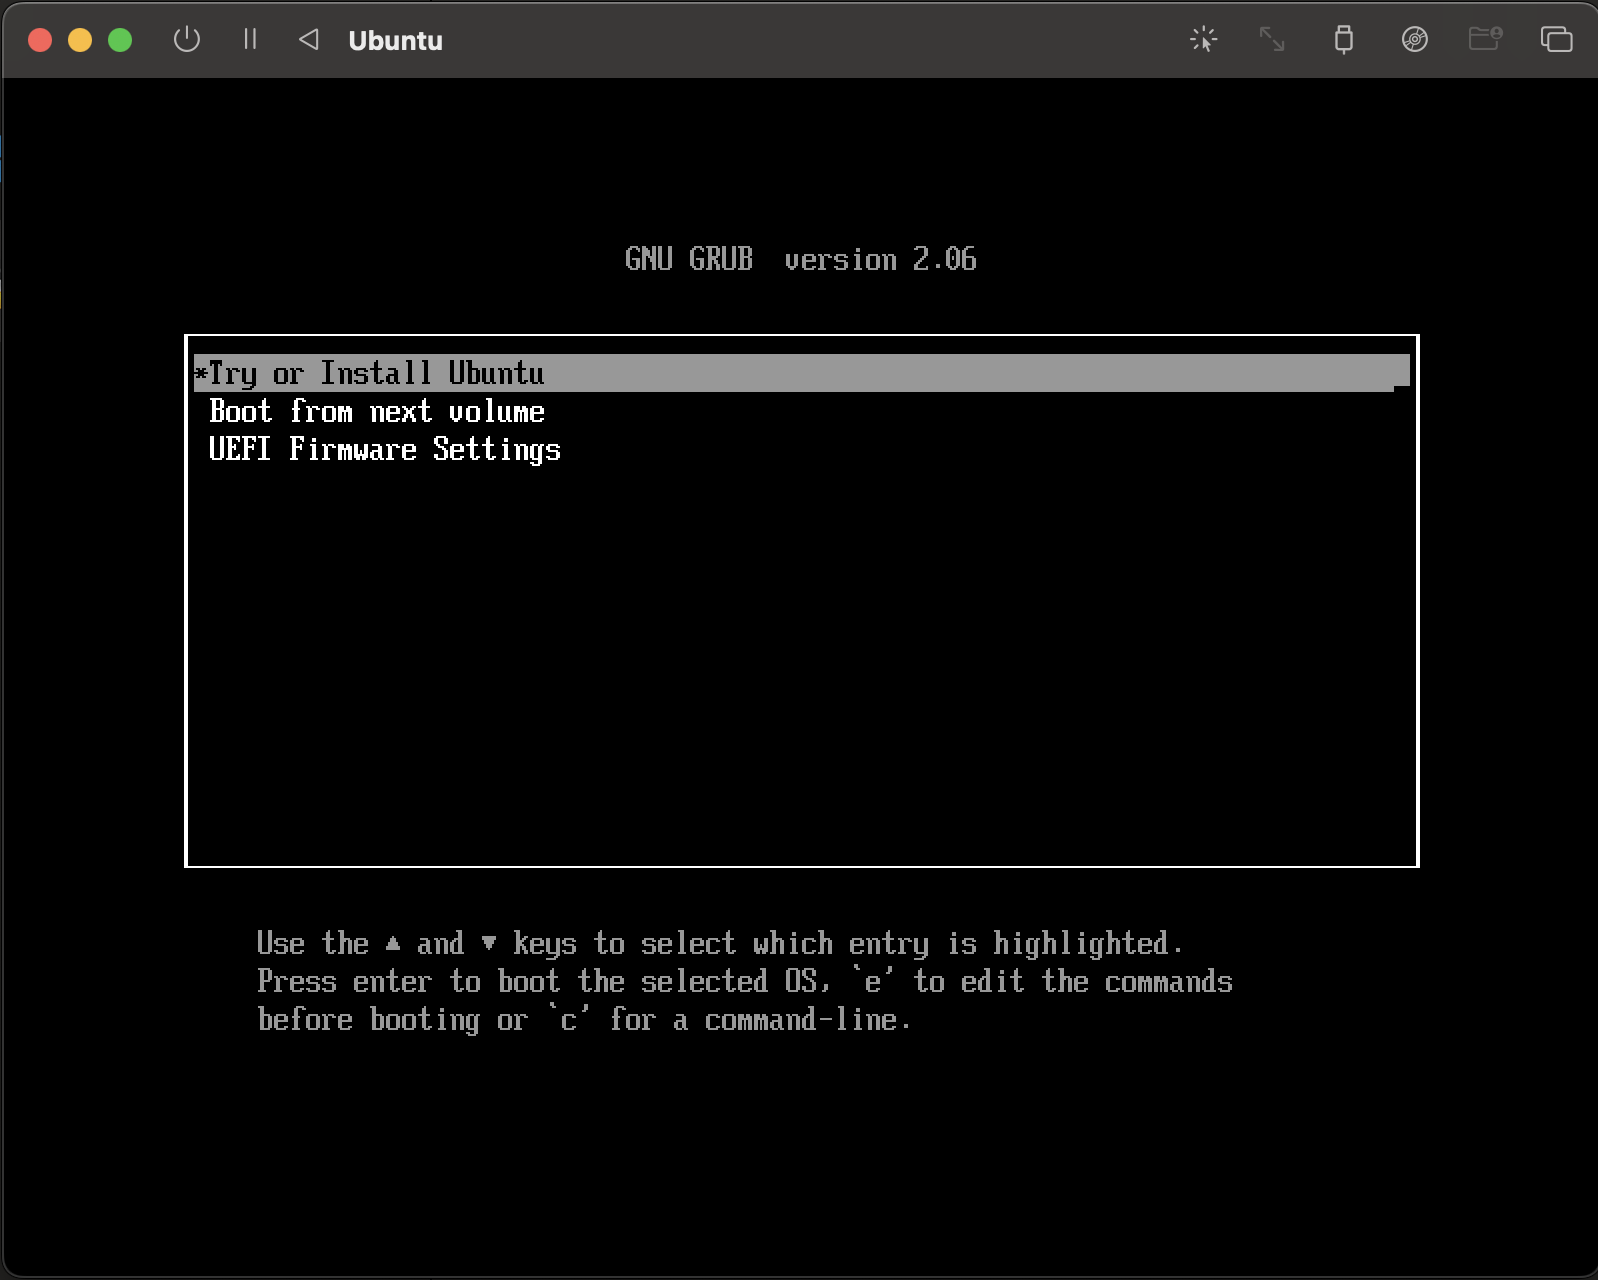 Ubuntu
GNU GRUB  version 2.06
*Try or Install Ubuntu
Boot from next volume
UEFI Firmware Settings
Use the ▲ and ▼ keys to select which entry is highlighted.
Press enter to boot the selected OS, `e' to edit the commands
before booting or `c' for a command-line.